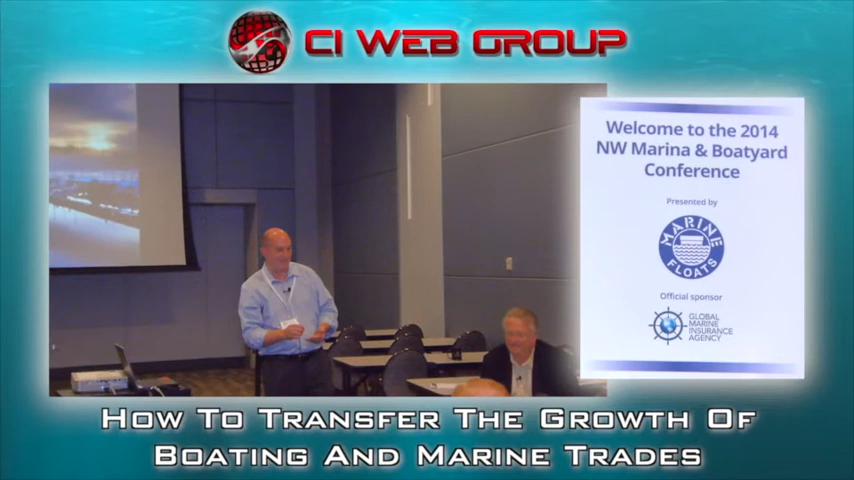 CI WEB GROUP
Welcome to the 2014
NW Marina & Boatyard
Conference
Presented by
MARINE
FLOATS
Official sponsor
GLOBAL
MARINE
INSURANCE
AGENCY
How To Transfer The Growth Of
Boating And Marine Trades